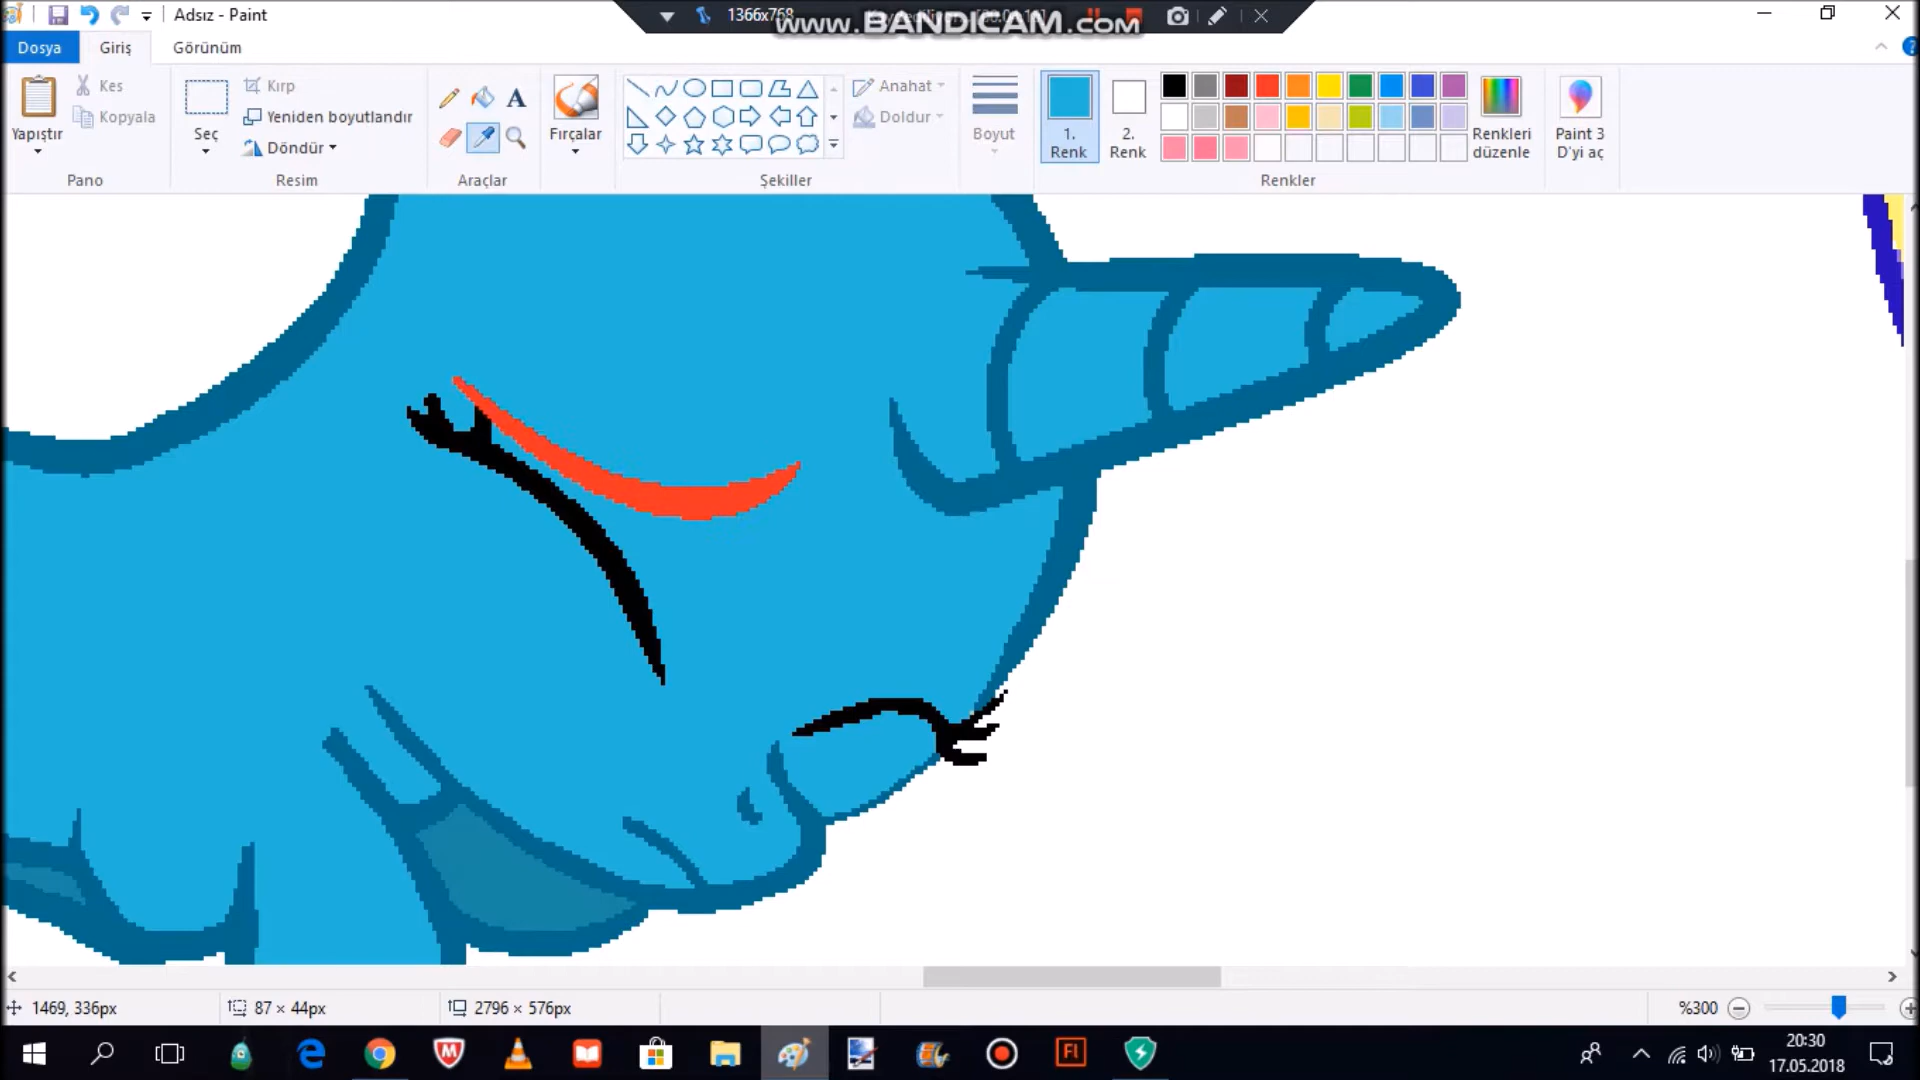 Adsız - Paint
1366x768
www.BANDICAM.com
Dosya
Giriş
Görünüm
Yapıştır
Kes
Kopyala
Pano
Seç
Kırp
Yeniden boyutlandır
Döndür
Resim
A
Araçlar
Fırçalar
Şekiller
Anahat
Doldur
Boyut
1.
Renk
2.
Renk
Renkleri
düzenle
Renkler
Paint 3
D'yi aç
1469, 336px
87 × 44px
2796 × 576px
%300
Fl
20:30
17.05.2018